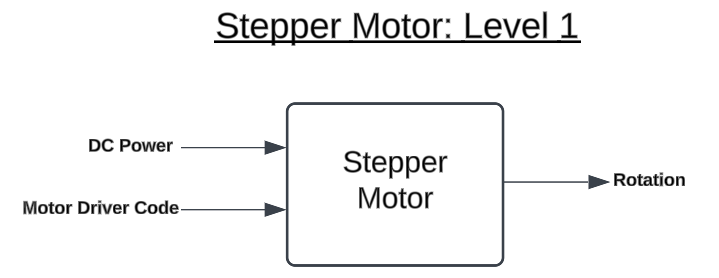 Stepper Motor: Level 1
DC Power
Stepper
Motor
Motor Driver Code
Rotation